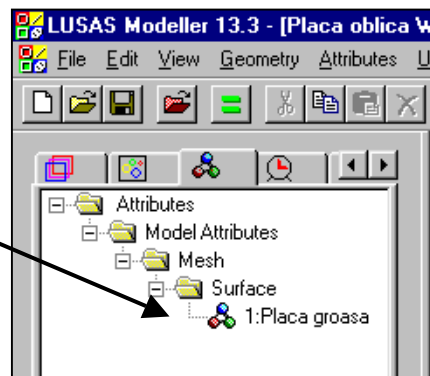 LUSAS Modeller 13.3 - [Placa oblica
File Edit View Geometry Attributes
Attributes
Model Attributes
Mesh
Surface
1:Placa groasa